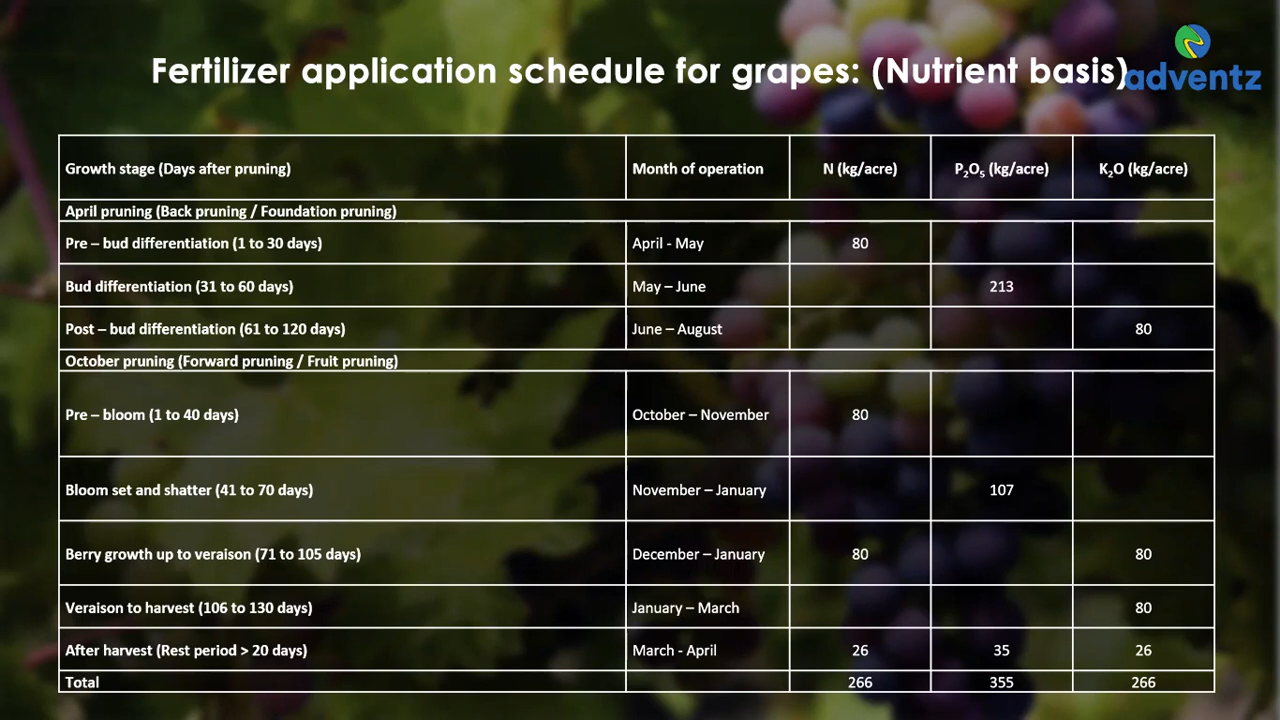 Fertilizer application schedule for grapes: (Nutrient basis)
adventz
Growth stage (Days after pruning) Month of operation N (kg/acre) P₂O₅ (kg/acre) K₂O (kg/acre)
April pruning (Back pruning / Foundation pruning)
Pre – bud differentiation (1 to 30 days) April - May 80
Bud differentiation (31 to 60 days) May – June 213
Post – bud differentiation (61 to 120 days) June – August 80
October pruning (Forward pruning / Fruit pruning)
Pre – bloom (1 to 40 days) October – November 80
Bloom set and shatter (41 to 70 days) November – January 107
Berry growth up to veraison (71 to 105 days) December – January 80 80
Veraison to harvest (106 to 130 days) January – March 80
After harvest (Rest period > 20 days) March - April 26 35 26
Total 266 355 266